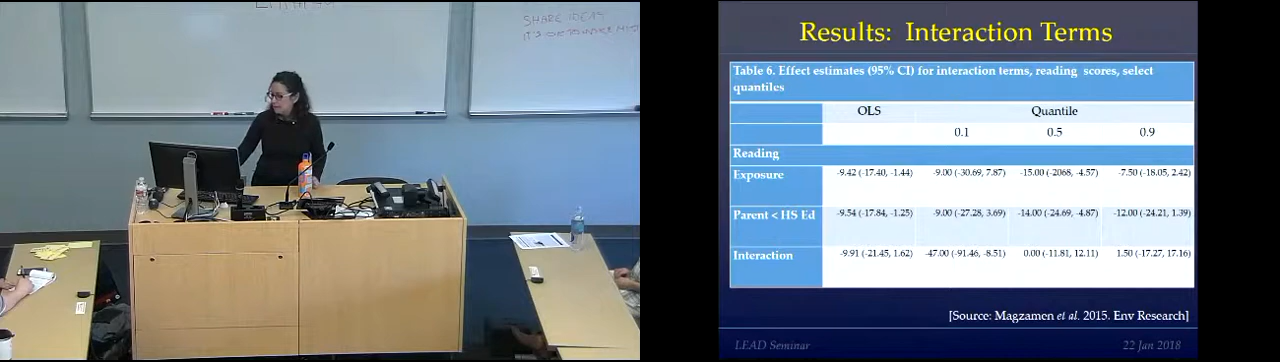 SHARE IDEAS
Results: Interaction Terms
Table 6. Effect estimates (95% CI) for interaction terms, reading scores, select
quantiles
OLS Quantile
0.1 0.5 0.9
Reading
Exposure -9.42 (-17.40, -1.44) -9.00 (-30.69, 7.87) -15.00 (-2068, -4.57) -7.50 (-18.05, 2.42)
Parent < HS Ed -9.54 (-17.84, -1.25) -9.00 (-27.28, 3.69) -14.00 (-24.69, -4.87) -12.00 (-24.21, 1.39)
Interaction -9.91 (-21.45, 1.62) -47.00 (-91.46, -8.51) 0.00 (-11.81, 12.11) 1.50 (-17.27, 17.16)
[Source: Magzamen et al. 2015. Env Research]
LEAD Seminar 22 Jan 2018